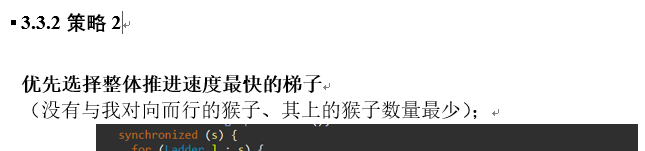 3.3.2 策略 2
优先选择整体推进速度最快的梯子
（没有与我对向而行的猴子、其上的猴子数量最少）；
synchronized (s) {
for (Ladder l : s) {